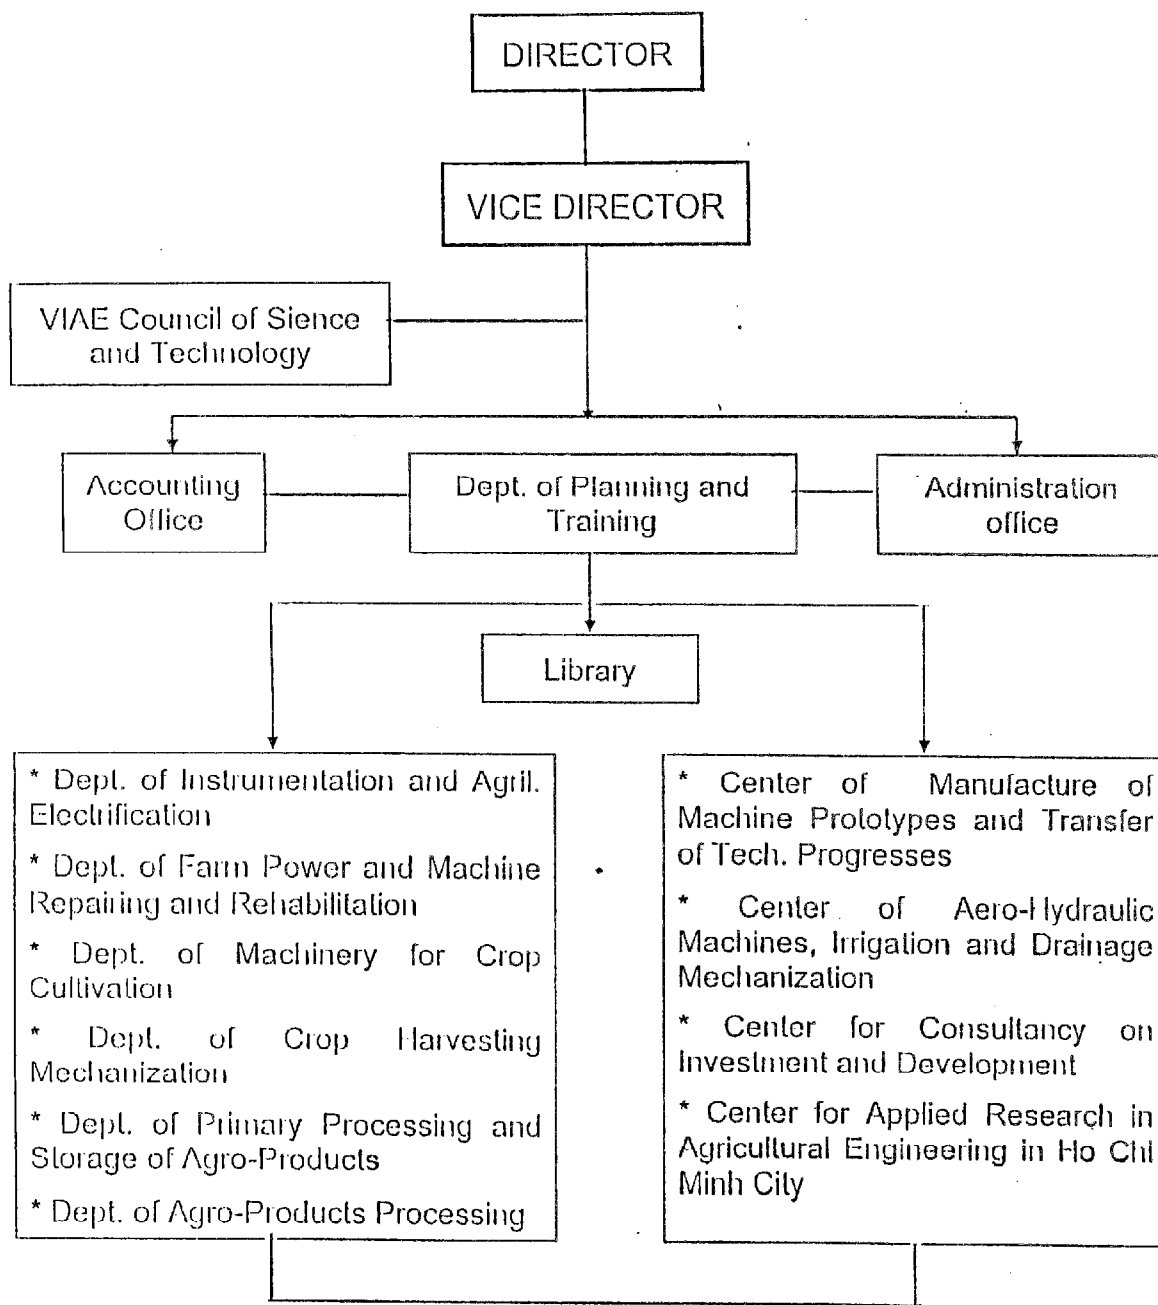 DIRECTOR
VICE DIRECTOR
VIAE Council of Sience
and Technology
Accounting
Office
Dept. of Planning and
Training
Administration
office
Library
* Dept. of Instrumentation and Agril.
Electrification
* Dept. of Farm Power and Machine
Repairing and Rehabilitation
* Dept. of Machinery for Crop
Cultivation
* Dept. of Crop Harvesting
Mechanization
* Dept. of Primary Processing and
Storage of Agro-Products
* Dept. of Agro-Products Processing
* Center of Manufacture of
Machine Prototypes and Transfer
of Tech. Progresses
* Center of Aero-Hydraulic
Machines, Irrigation and Drainage
Mechanization
* Center for Consultancy on
Investment and Development
* Center for Applied Research in
Agricultural Engineering in Ho Chi
Minh City